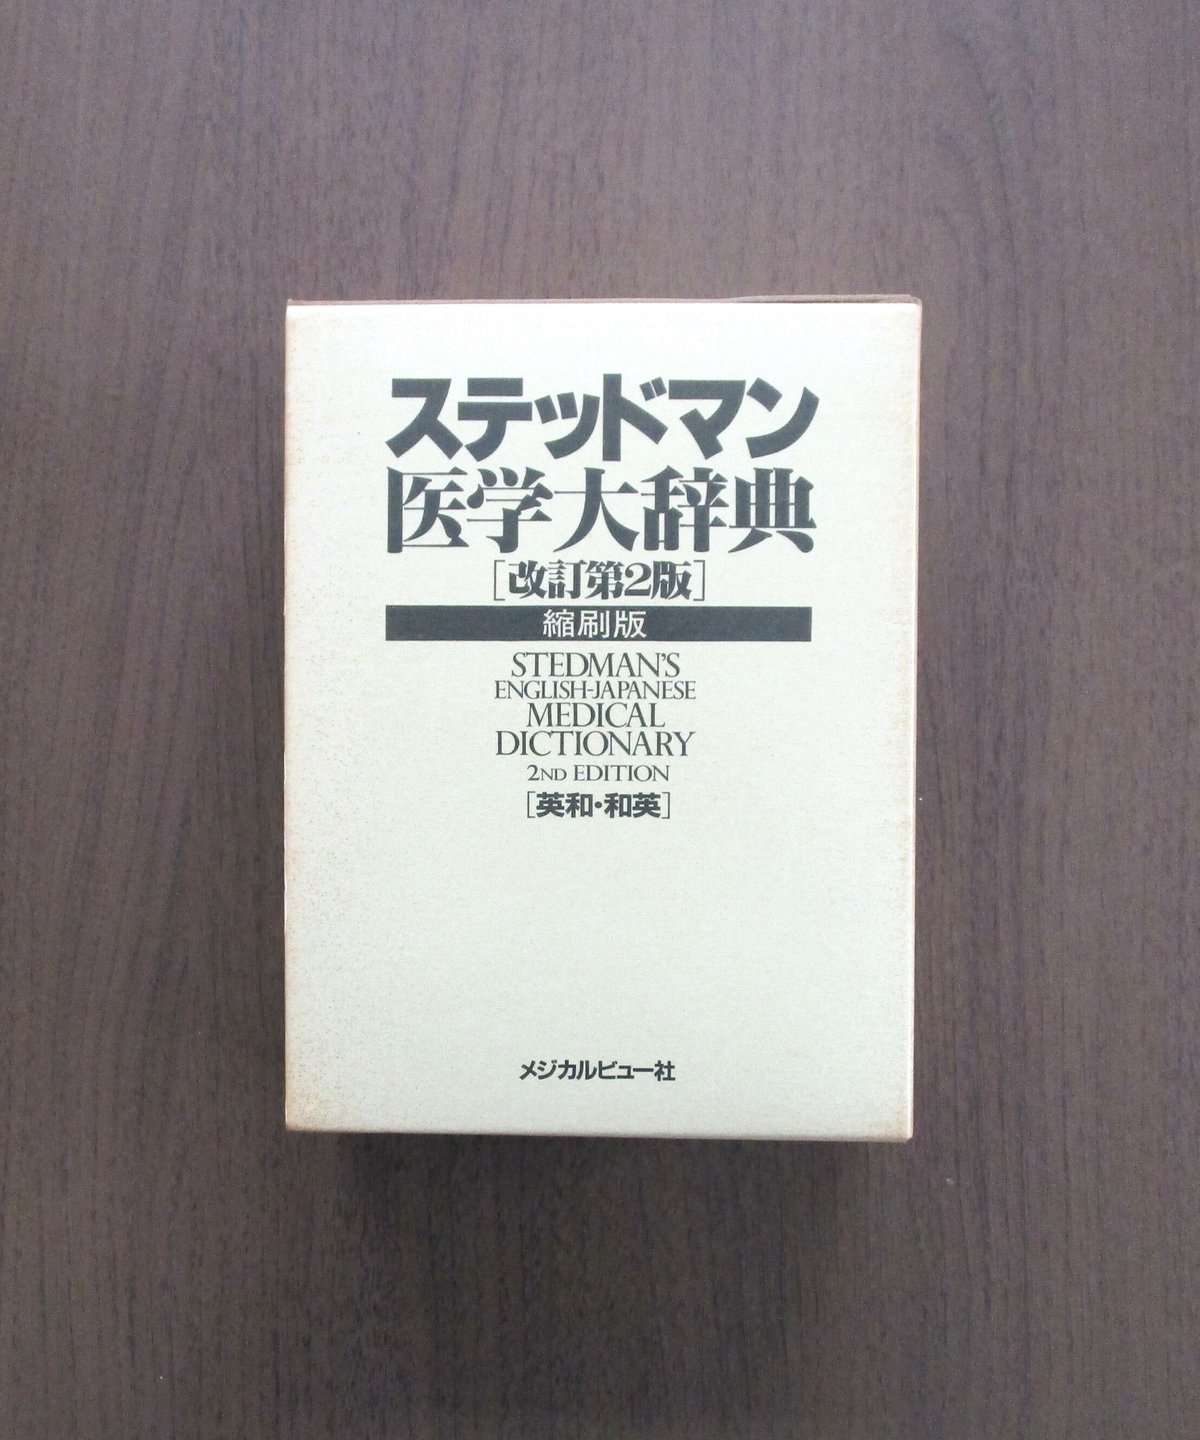 ステッドマン
医学大辞典
[改訂第2版]
縮刷版
STEDMAN'S
ENGLISH-JAPANESE
MEDICAL
DICTIONARY
2ND EDITION
[英和・和英]
メジカルビュー社